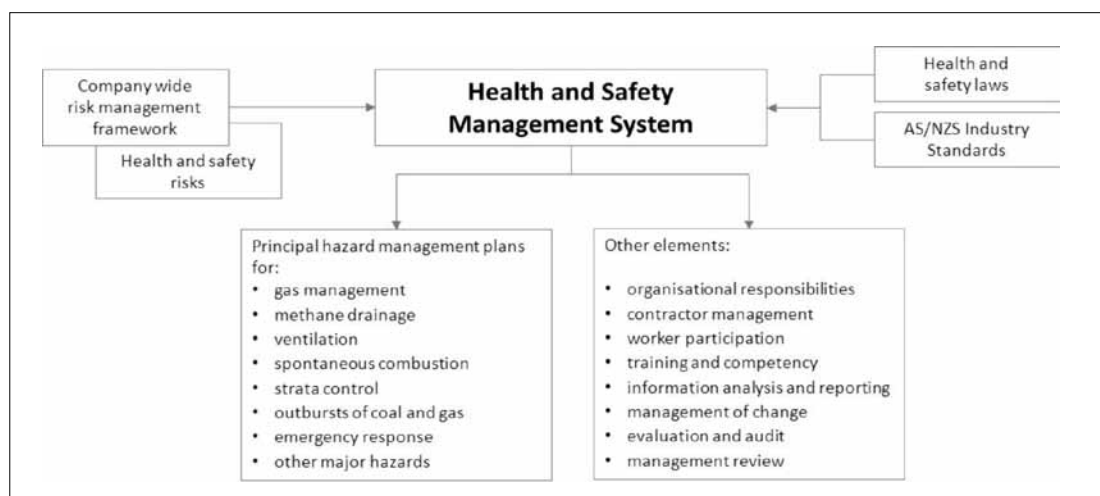 Company wide
risk management
framework
Health and safety
risks
Health and Safety
Management System
Health and
safety laws
AS/NZS Industry
Standards
Principal hazard management plans
for:
• gas management
• methane drainage
• ventilation
• spontaneous combustion
• strata control
• outbursts of coal and gas
• emergency response
• other major hazards
Other elements:
• organisational responsibilities
• contractor management
• worker participation
• training and competency
• information analysis and reporting
• management of change
• evaluation and audit
• management review